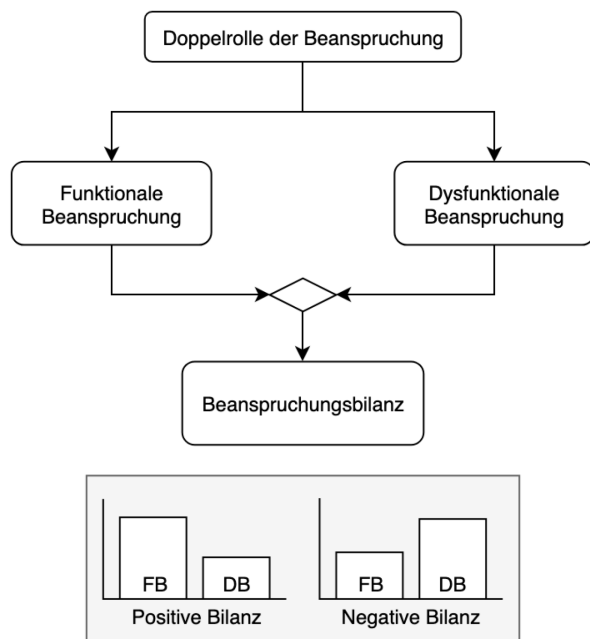 Doppelrolle der Beanspruchung
Funktionale
Beanspruchung
Dysfunktionale
Beanspruchung
Beanspruchungsbilanz
FB
DB
Positive Bilanz
FB
DB
Negative Bilanz